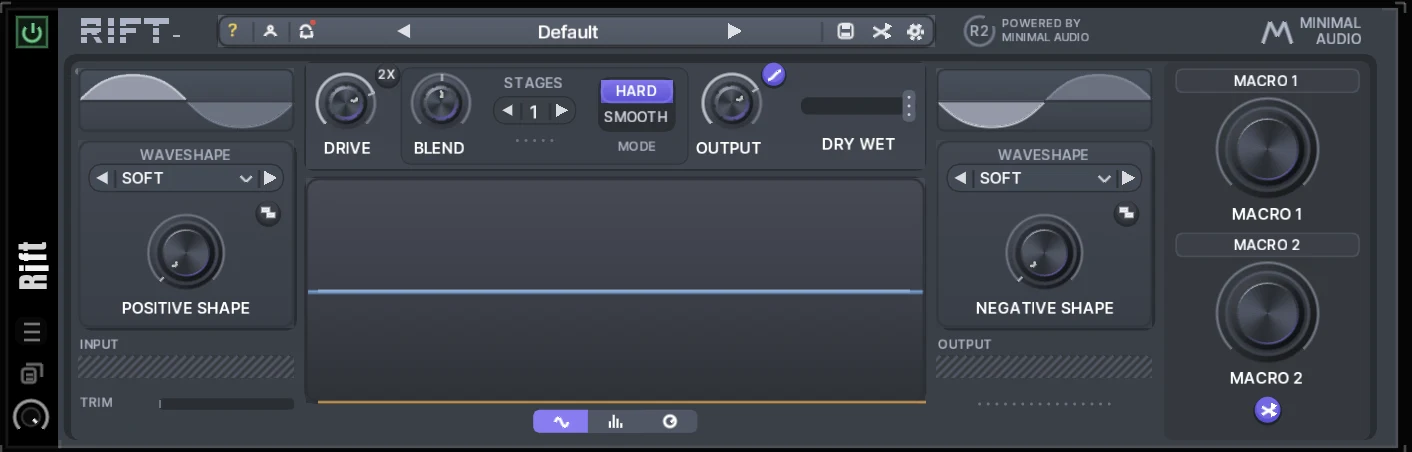 RIFT
?
Default
R2
POWERED BY
MINIMAL AUDIO
MINIMAL
AUDIO
Rift
WAVESHAPE
SOFT
POSITIVE SHAPE
INPUT
TRIM
2X
DRIVE
BLEND
STAGES
1
HARD
SMOOTH
MODE
OUTPUT
DRY WET
WAVESHAPE
SOFT
NEGATIVE SHAPE
OUTPUT
MACRO 1
MACRO 1
MACRO 2
MACRO 2